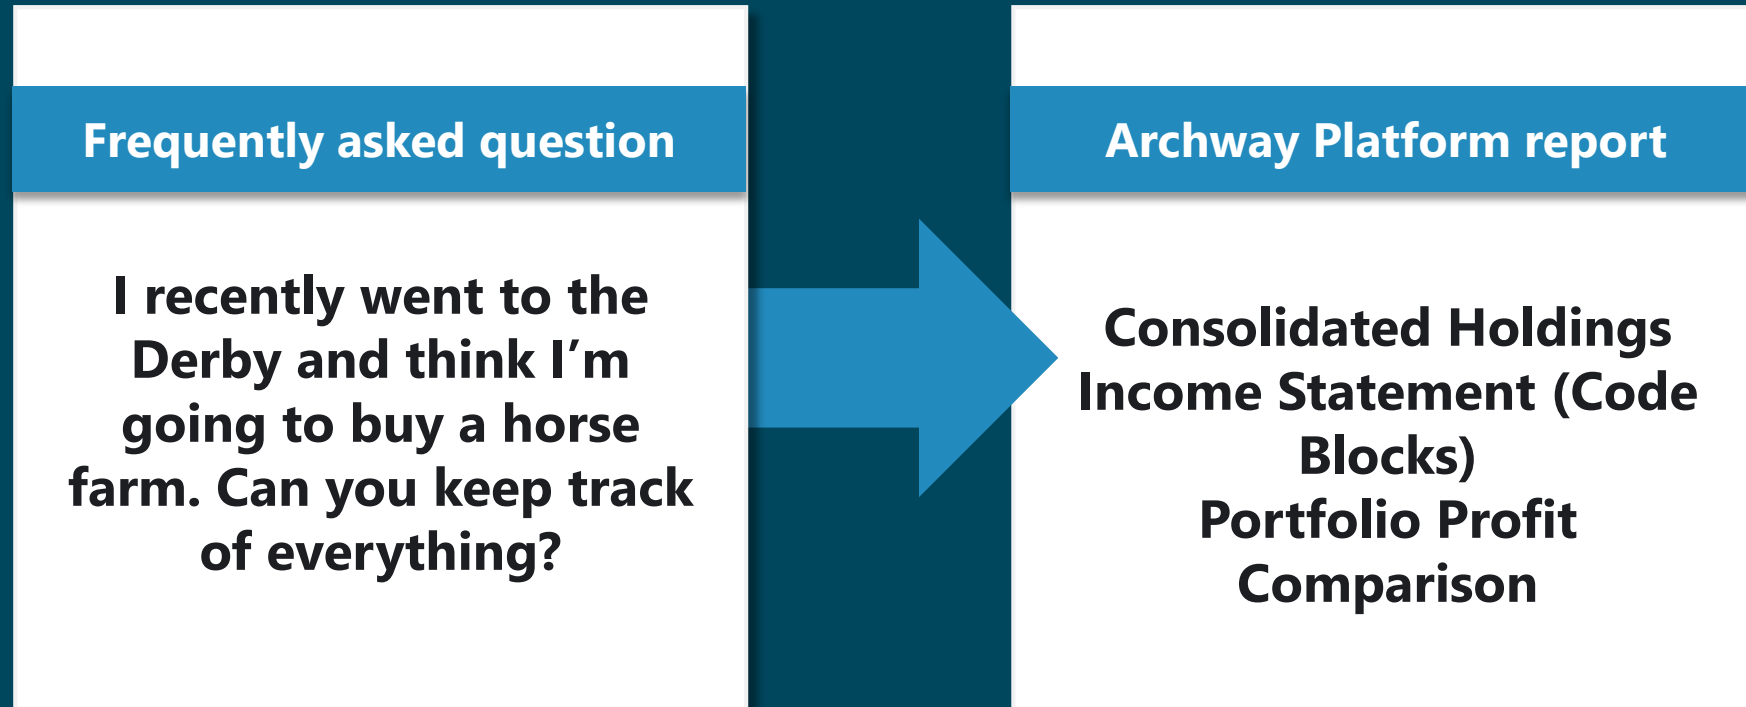 Frequently asked question
I recently went to the
Derby and think I’m
going to buy a horse
farm. Can you keep track
of everything?
Archway Platform report
Consolidated Holdings
Income Statement (Code
Blocks)
Portfolio Profit
Comparison